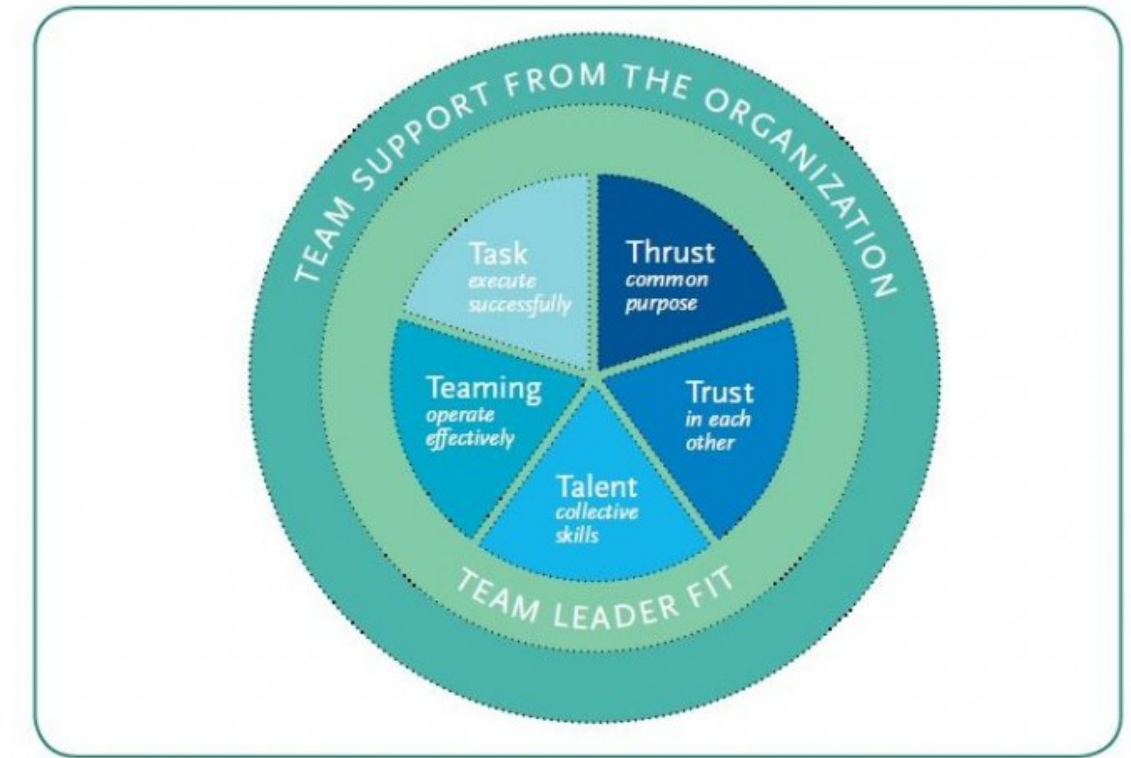 TEAM SUPPORT FROM THE ORGANIZATION
Task
execute
successfully
Thrust
common
purpose
Teaming
operate
effectively
Trust
in each
other
Talent
collective
skills
TEAM LEADER FIT